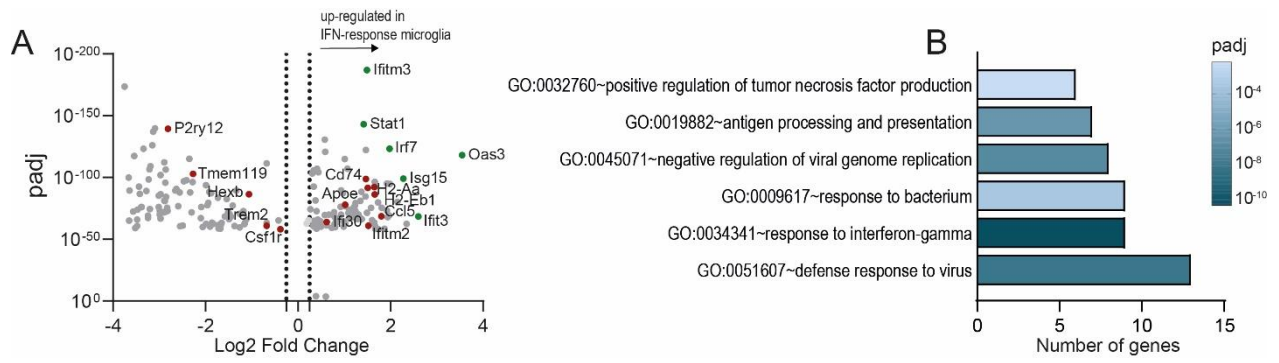 A
up-regulated in
IFN-response microglia
padj
10-200
10-150
10-100
10-50
100
Ifitm3
Stat1
Irf7
Oas3
P2ry12
Tmem119
Hexb
Trem2
Csf1r
Cd74
Isg15
H2-Aa
Apoe
H2-Eb1
Ccl5
Ifi30
Ifit3
Ifitm2
-4
-2
0
2
4
Log2 Fold Change
B
GO:0032760~positive regulation of tumor necrosis factor production
GO:0019882~antigen processing and presentation
GO:0045071~negative regulation of viral genome replication
GO:0009617~response to bacterium
GO:0034341~response to interferon-gamma
GO:0051607~defense response to virus
0
5
10
15
Number of genes
padj
10-4
10-6
10-8
10-10